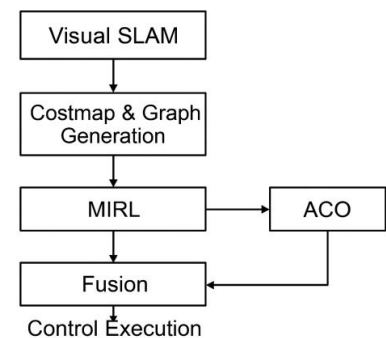 Visual SLAM
Costmap & Graph
Generation
MIRL
ACO
Fusion
Control Execution